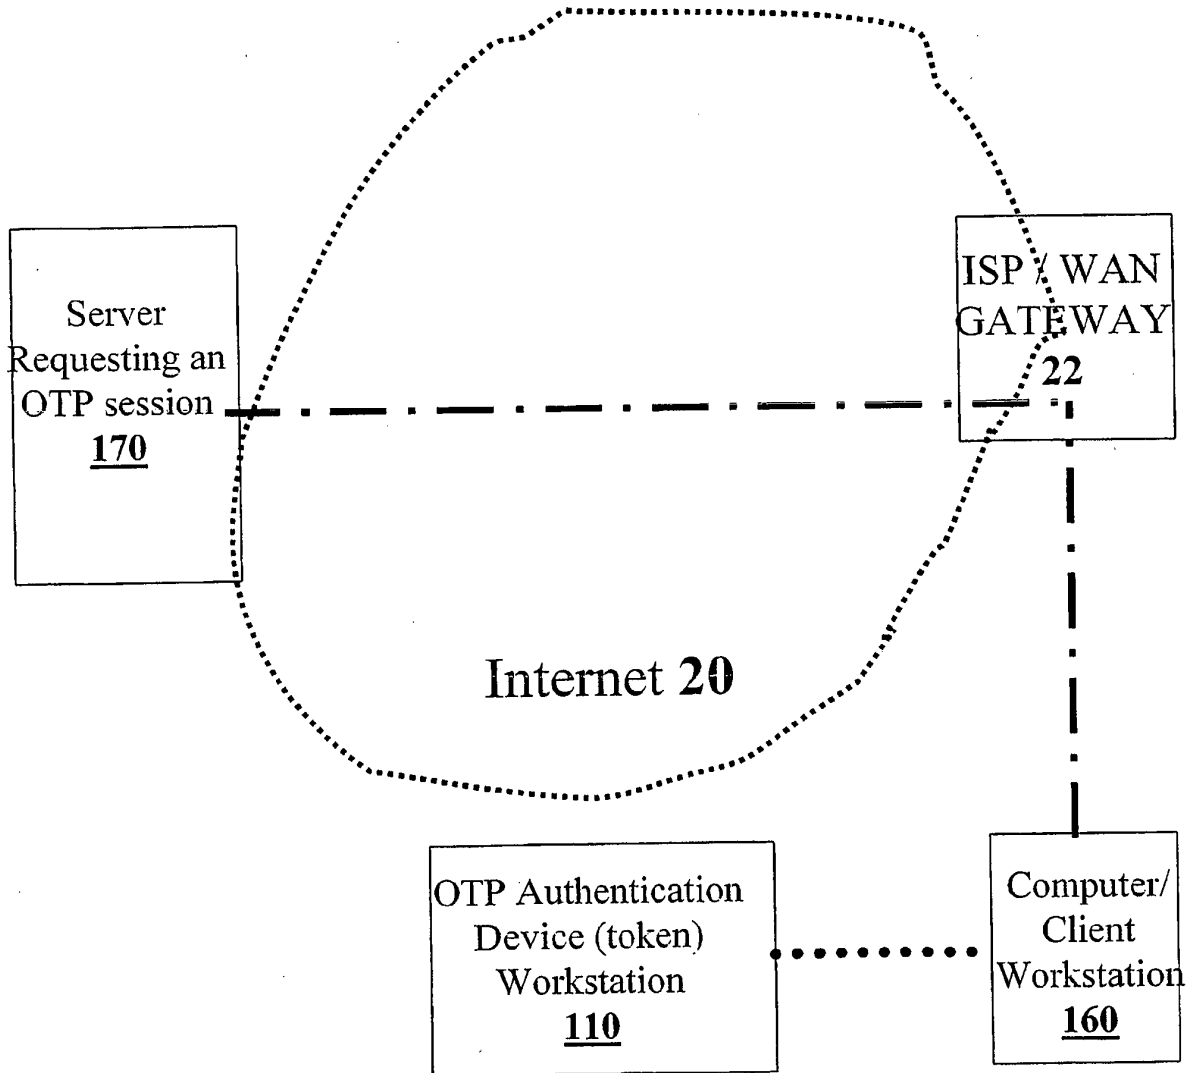 Server
Requesting an
OTP session
170
ISP / WAN
GATEWAY
22
Internet 20
OTP Authentication
Device (token)
Workstation
110
Computer/
Client
Workstation
160